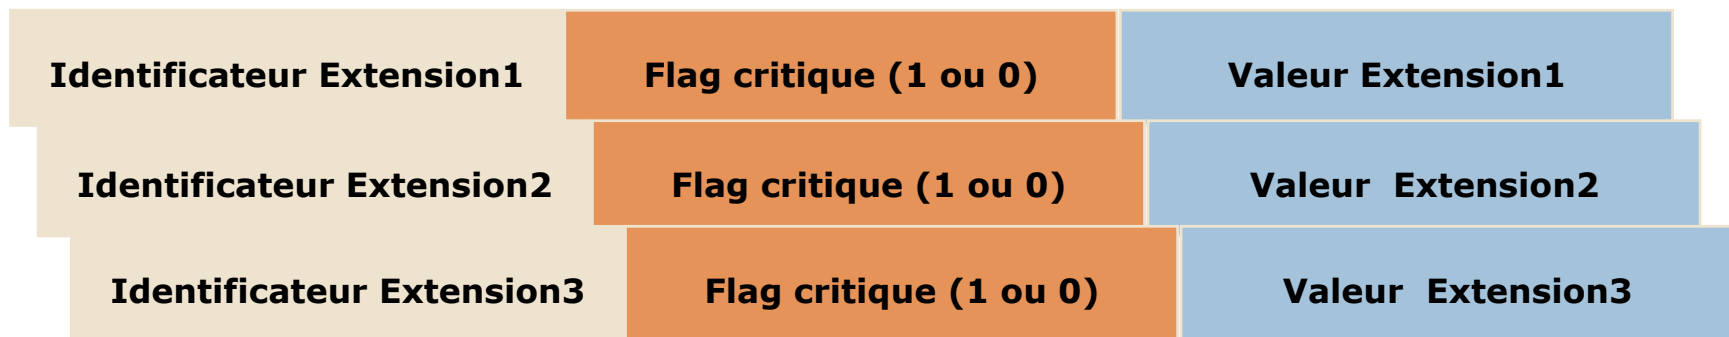 Identificateur Extension1 Flag critique (1 ou 0) Valeur Extension1
Identificateur Extension2 Flag critique (1 ou 0) Valeur  Extension2
Identificateur Extension3 Flag critique (1 ou 0) Valeur  Extension3